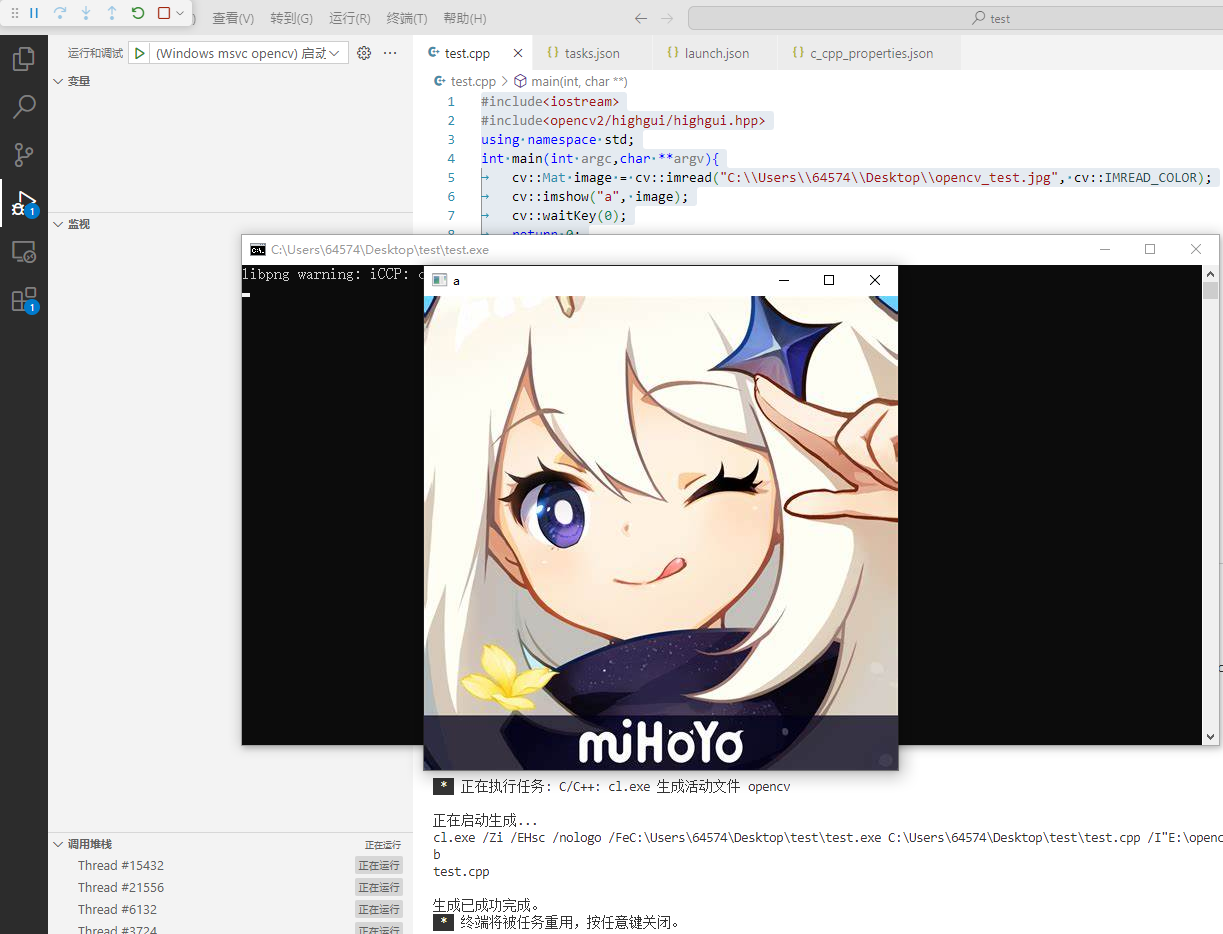 ) 查看(V) 转到(G) 运行(R) 终端(T) 帮助(H) test
运行和调试 (Windows msvc opencv) 启动
test.cpp tasks.json launch.json c_cpp_properties.json
变量
test.cpp > main(int, char **)
1 #include<iostream>
2 #include<opencv2/highgui/highgui.hpp>
3 using namespace std;
4 int main(int argc,char **argv){
5 cv::Mat image = cv::imread("C:\\Users\\64574\\Desktop\\opencv_test.jpg", cv::IMREAD_COLOR);
6 cv::imshow("a", image);
7 cv::waitKey(0);
8 return 0;
1
监视
1
C:\Users\64574\Desktop\test\test.exe
libpng warning: iCCP:
a
miHoYo
* 正在执行任务: C/C++: cl.exe 生成活动文件 opencv
正在启动生成...
cl.exe /Zi /EHsc /nologo /FeC:\Users\64574\Desktop\test\test.exe C:\Users\64574\Desktop\test\test.cpp /I"E:\openc
b
test.cpp
生成已成功完成。
* 终端将被任务重用，按任意键关闭。
调用堆栈 正在运行
Thread #15432 正在运行
Thread #21556 正在运行
Thread #6132 正在运行
Thread #3724 正在运行